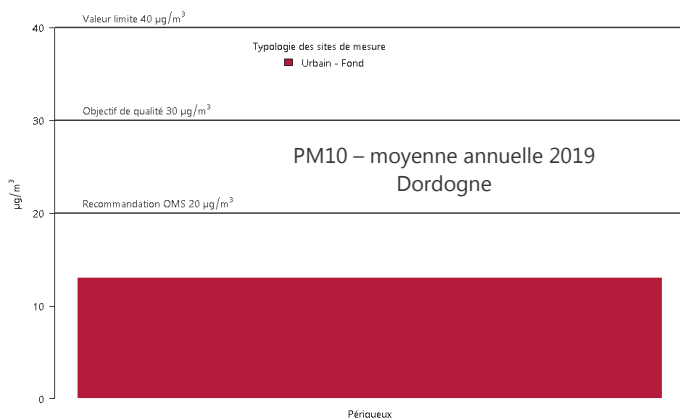 Valeur limite 40 µg/m³
40
Typologie des sites de mesure
Urbain - Fond
Objectif de qualité 30 µg/m³
30
PM10 – moyenne annuelle 2019
Dordogne
µg/m³
Recommandation OMS 20 µg/m³
20
10
0
Périgueux